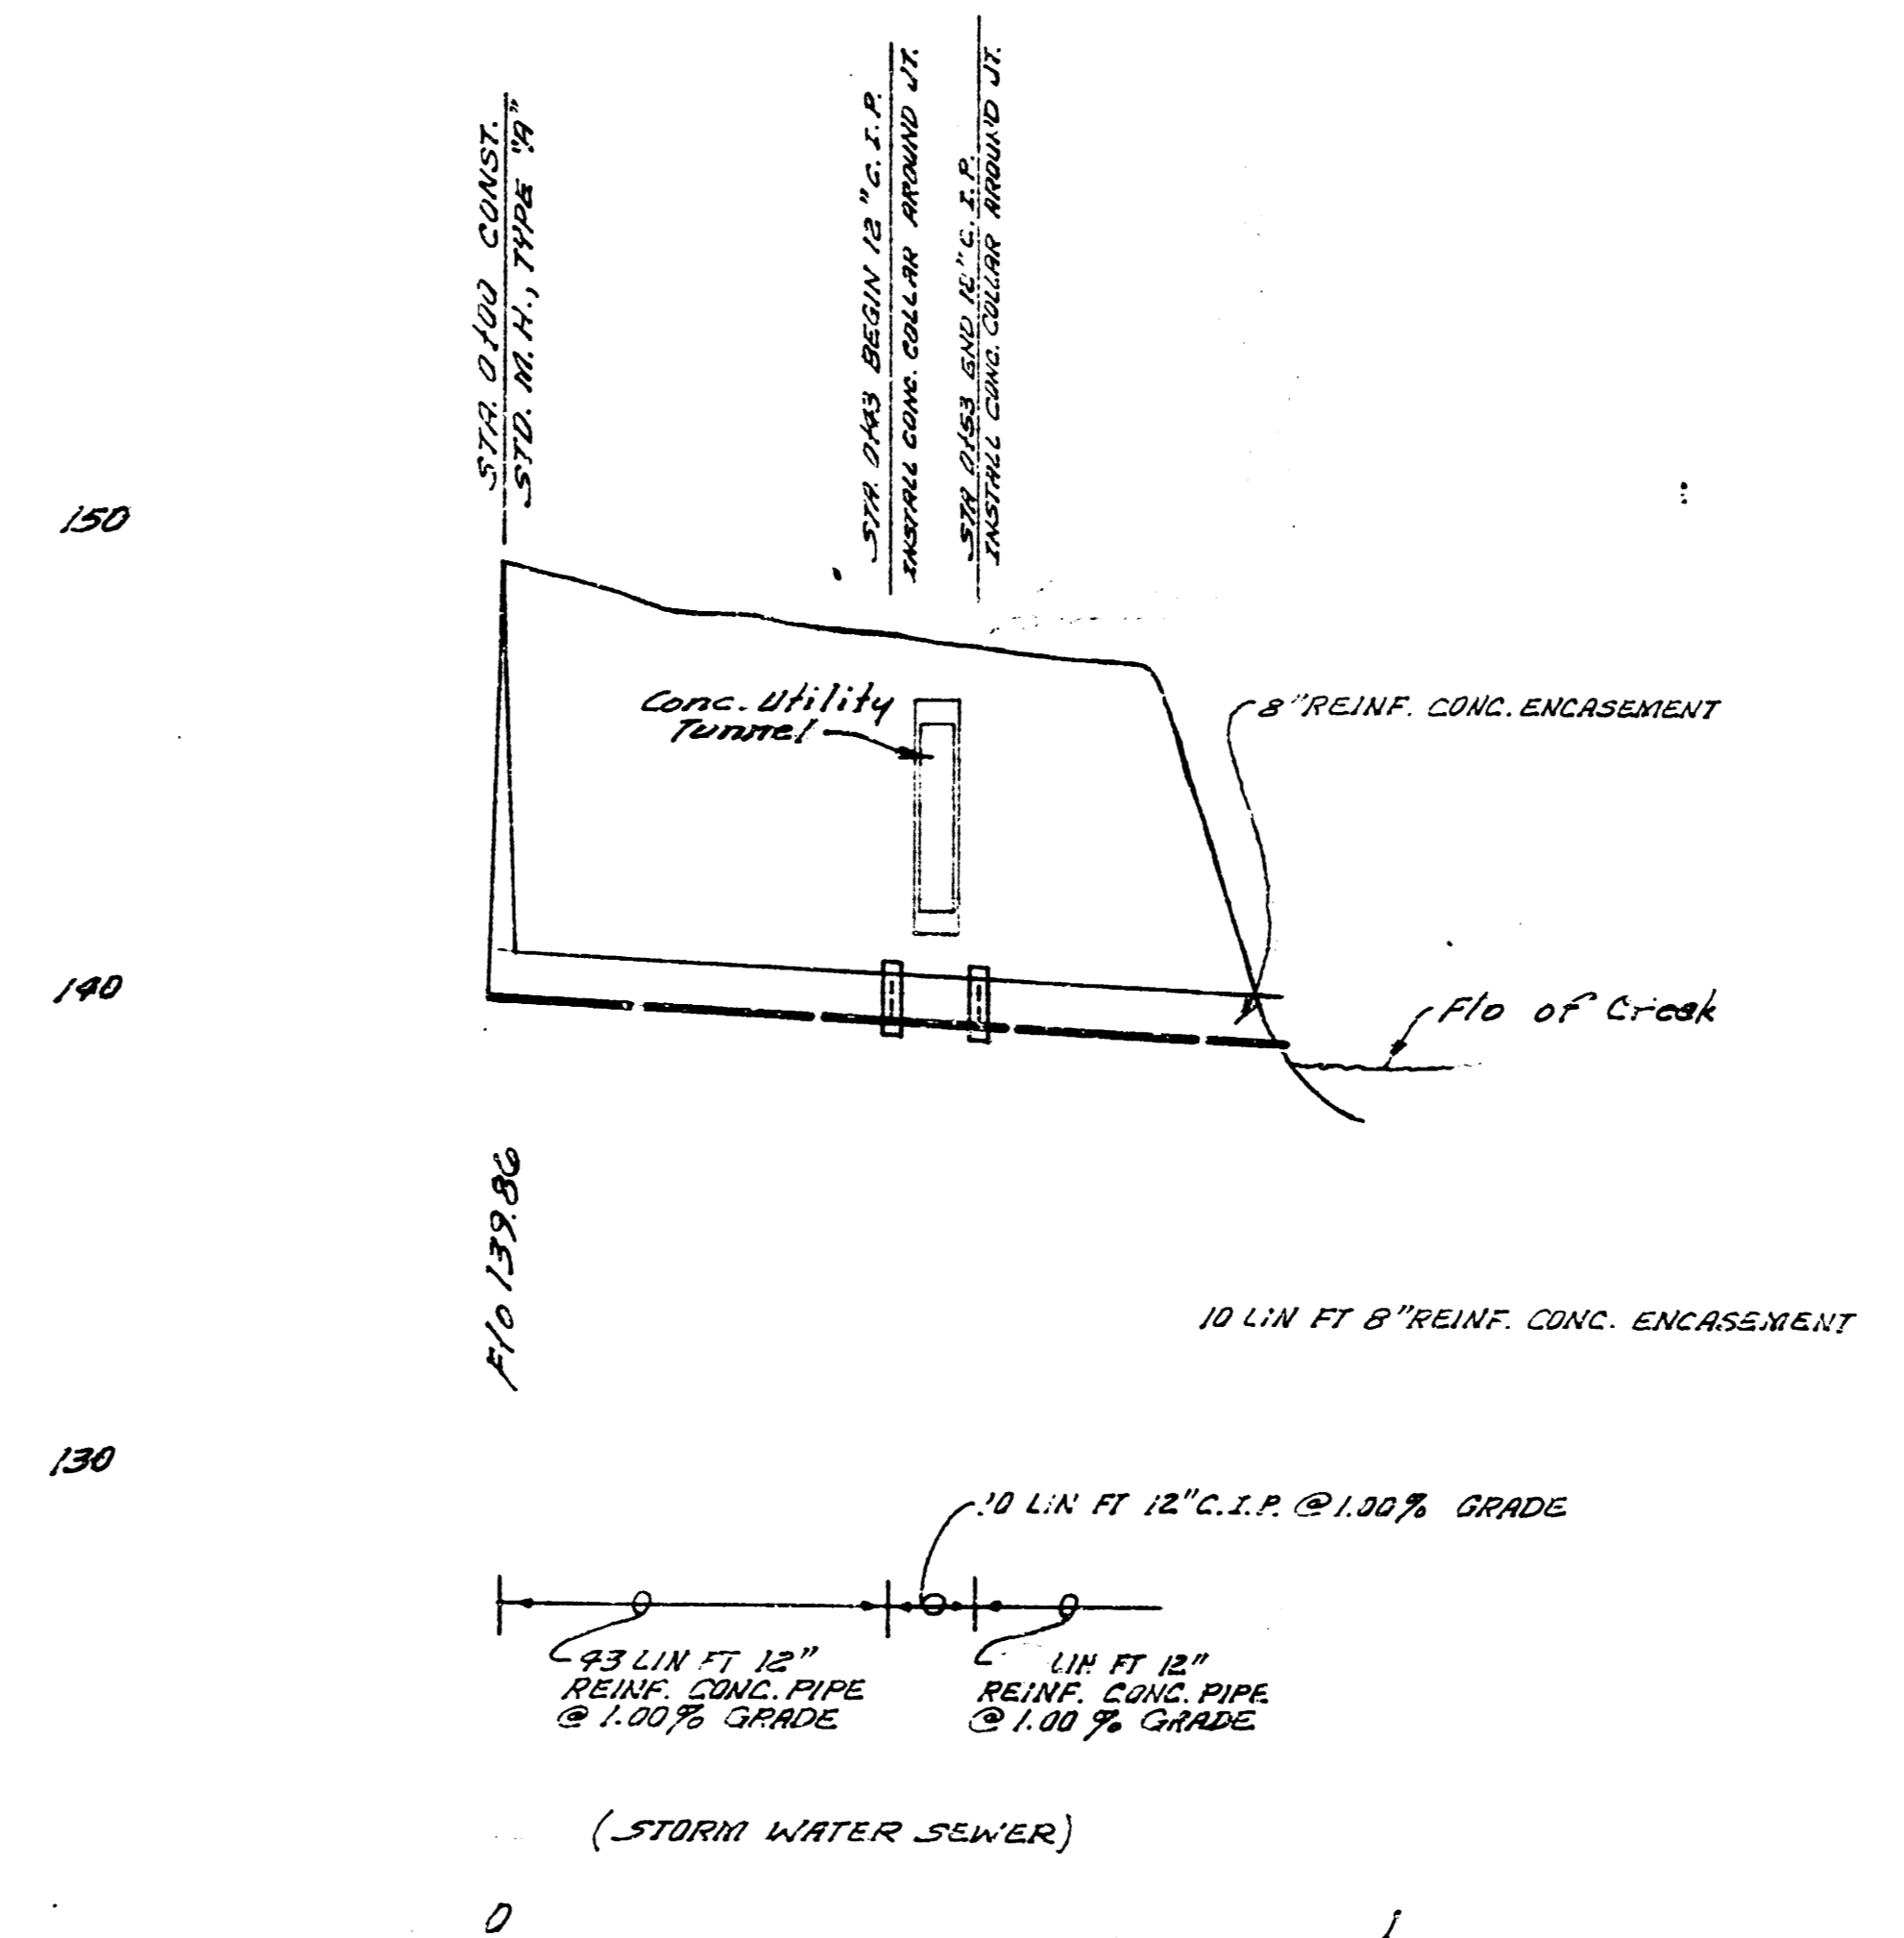 STA. 0+00 CONST.
STD. M.H., TYPE "A"
STA. 0+43 BEGIN 12" C.I.P.
INSTALL CONC. COLLAR AROUND JT.
STA 0+53 END 12" C.I.P.
INSTALL CONC. COLLAR AROUND JT.
150
Conc. Utility
Tunnel
8" REINF. CONC. ENCASEMENT
140
F/o of Creek
F/O 139.86
10 LIN FT 8" REINF. CONC. ENCASEMENT
130
10 LIN FT 12" C.I.P. @ 1.00% GRADE
43 LIN FT 12"
REINF. CONC. PIPE
@ 1.00% GRADE
LIN FT 12"
REINF. CONC. PIPE
@ 1.00% GRADE
(STORM WATER SEWER)
0
1